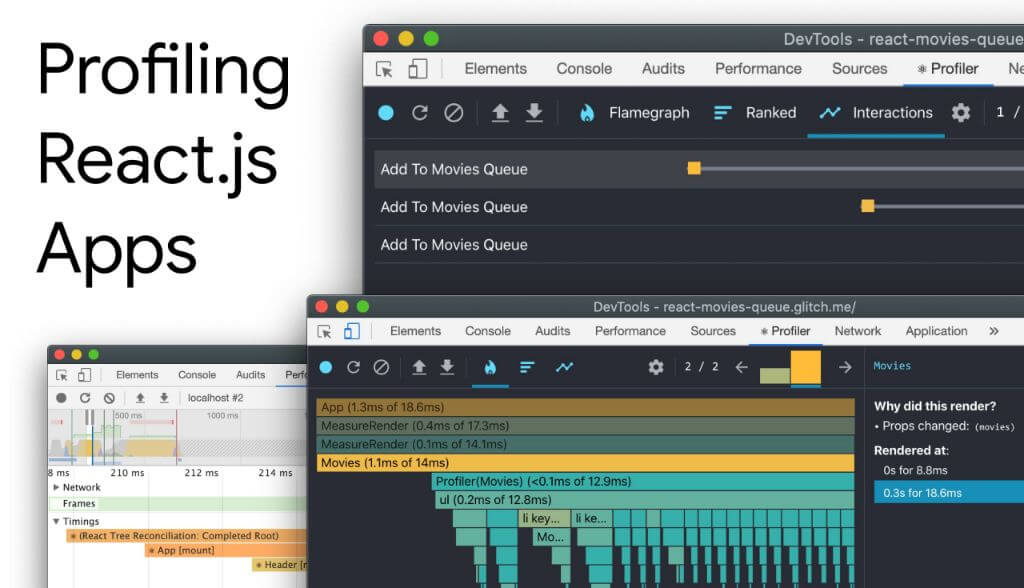 Profiling
React.js
Apps
DevTools - react-movies-queue
Elements Console Audits Performance Sources Profiler
Flamegraph Ranked Interactions 1 /
Add To Movies Queue
Add To Movies Queue
Add To Movies Queue
DevTools - react-movies-queue.glitch.me/
Elements Console Audits Performance Sources Profiler Network Application »
2 / 2 Movies
App (1.3ms of 18.6ms)
MeasureRender (0.4ms of 17.3ms)
MeasureRender (0.1ms of 14.1ms)
Movies (1.1ms of 14ms)
Profiler(Movies) (<0.1ms of 12.9ms)
ul (0.2ms of 12.8ms)
li key... li ke...
Mo...
Why did this render?
• Props changed: (movies)
Rendered at:
0s for 8.8ms
0.3s for 18.6ms
Elements Console Audits Perf
localhost #2
500 ms 1000 ms
8 ms 210 ms 212 ms 214 ms
Network
Frames
Timings
(React Tree Reconciliation: Completed Root)
App [mount]
Header [